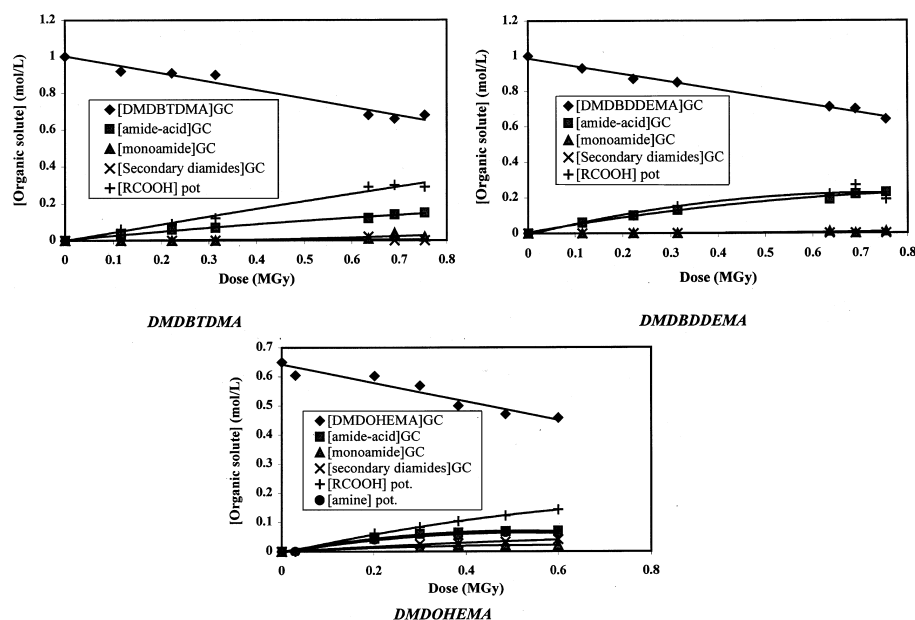 1.2
1
0.8
0.6
0.4
0.2
0
[Organic solute] (mol/L)
[DMDBTDMA]GC
[amide-acid]GC
[monoamide]GC
[Secondary diamides]GC
[RCOOH] pot
0 0.1 0.2 0.3 0.4 0.5 0.6 0.7 0.8
Dose (MGy)
DMDBTDMA
1.2
1
0.8
0.6
0.4
0.2
0
[Organic solute] (mol/L)
[DMDBDDEMA]GC
[amide-acid]GC
[monoamide]GC
[Secondary diamides]GC
[RCOOH] pot
0 0.1 0.2 0.3 0.4 0.5 0.6 0.7 0.8
Dose (MGy)
DMDBDDEMA
0.7
0.6
0.5
0.4
0.3
0.2
0.1
0
[Organic solute] (mol/L)
[DMDOHEMA]GC
[amide-acid]GC
[monoamide]GC
[secondary diamides]GC
[RCOOH] pot.
[amine] pot.
0 0.2 0.4 0.6 0.8
Dose (MGy)
DMDOHEMA